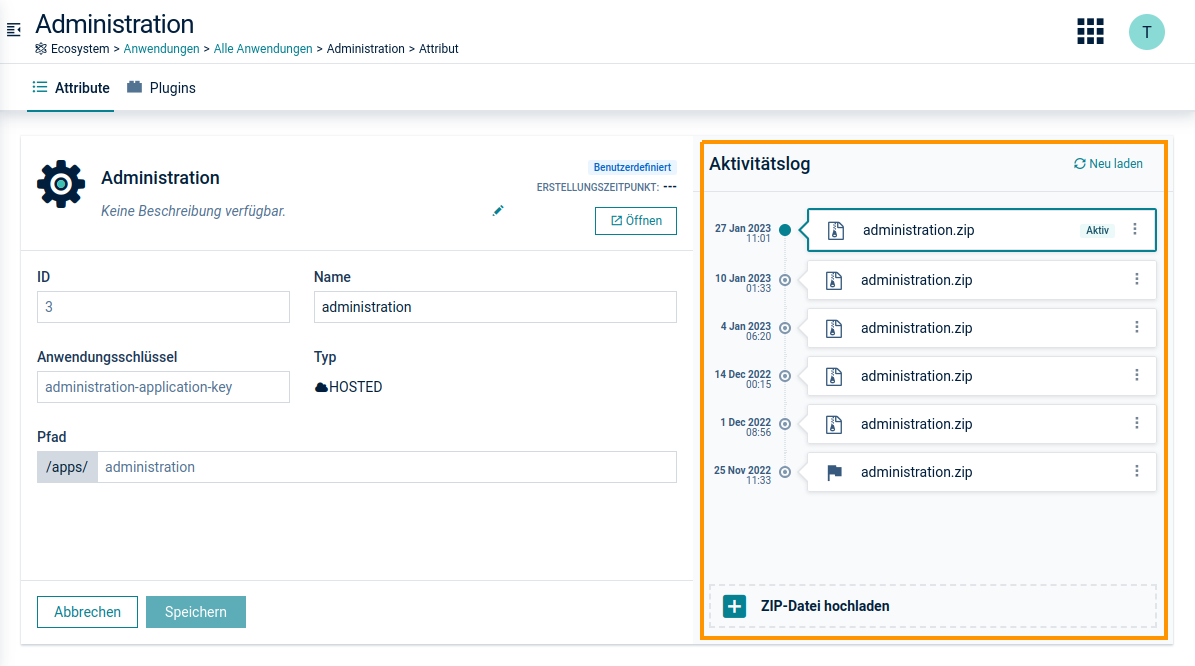 Administration
Ecosystem > Anwendungen > Alle Anwendungen > Administration > Attribut
T
Attribute
Plugins
Administration
Keine Beschreibung verfügbar.
Benutzerdefiniert
ERSTELLUNGSZEITPUNKT: ---
Öffnen
ID
3
Name
administration
Anwendungsschlüssel
administration-application-key
Typ
HOSTED
Pfad
/apps/ administration
Abbrechen
Speichern
Aktivitätslog
Neu laden
27 Jan 2023
11:01
administration.zip
Aktiv
10 Jan 2023
01:33
administration.zip
4 Jan 2023
06:20
administration.zip
14 Dec 2022
00:15
administration.zip
1 Dec 2022
08:56
administration.zip
25 Nov 2022
11:33
administration.zip
ZIP-Datei hochladen